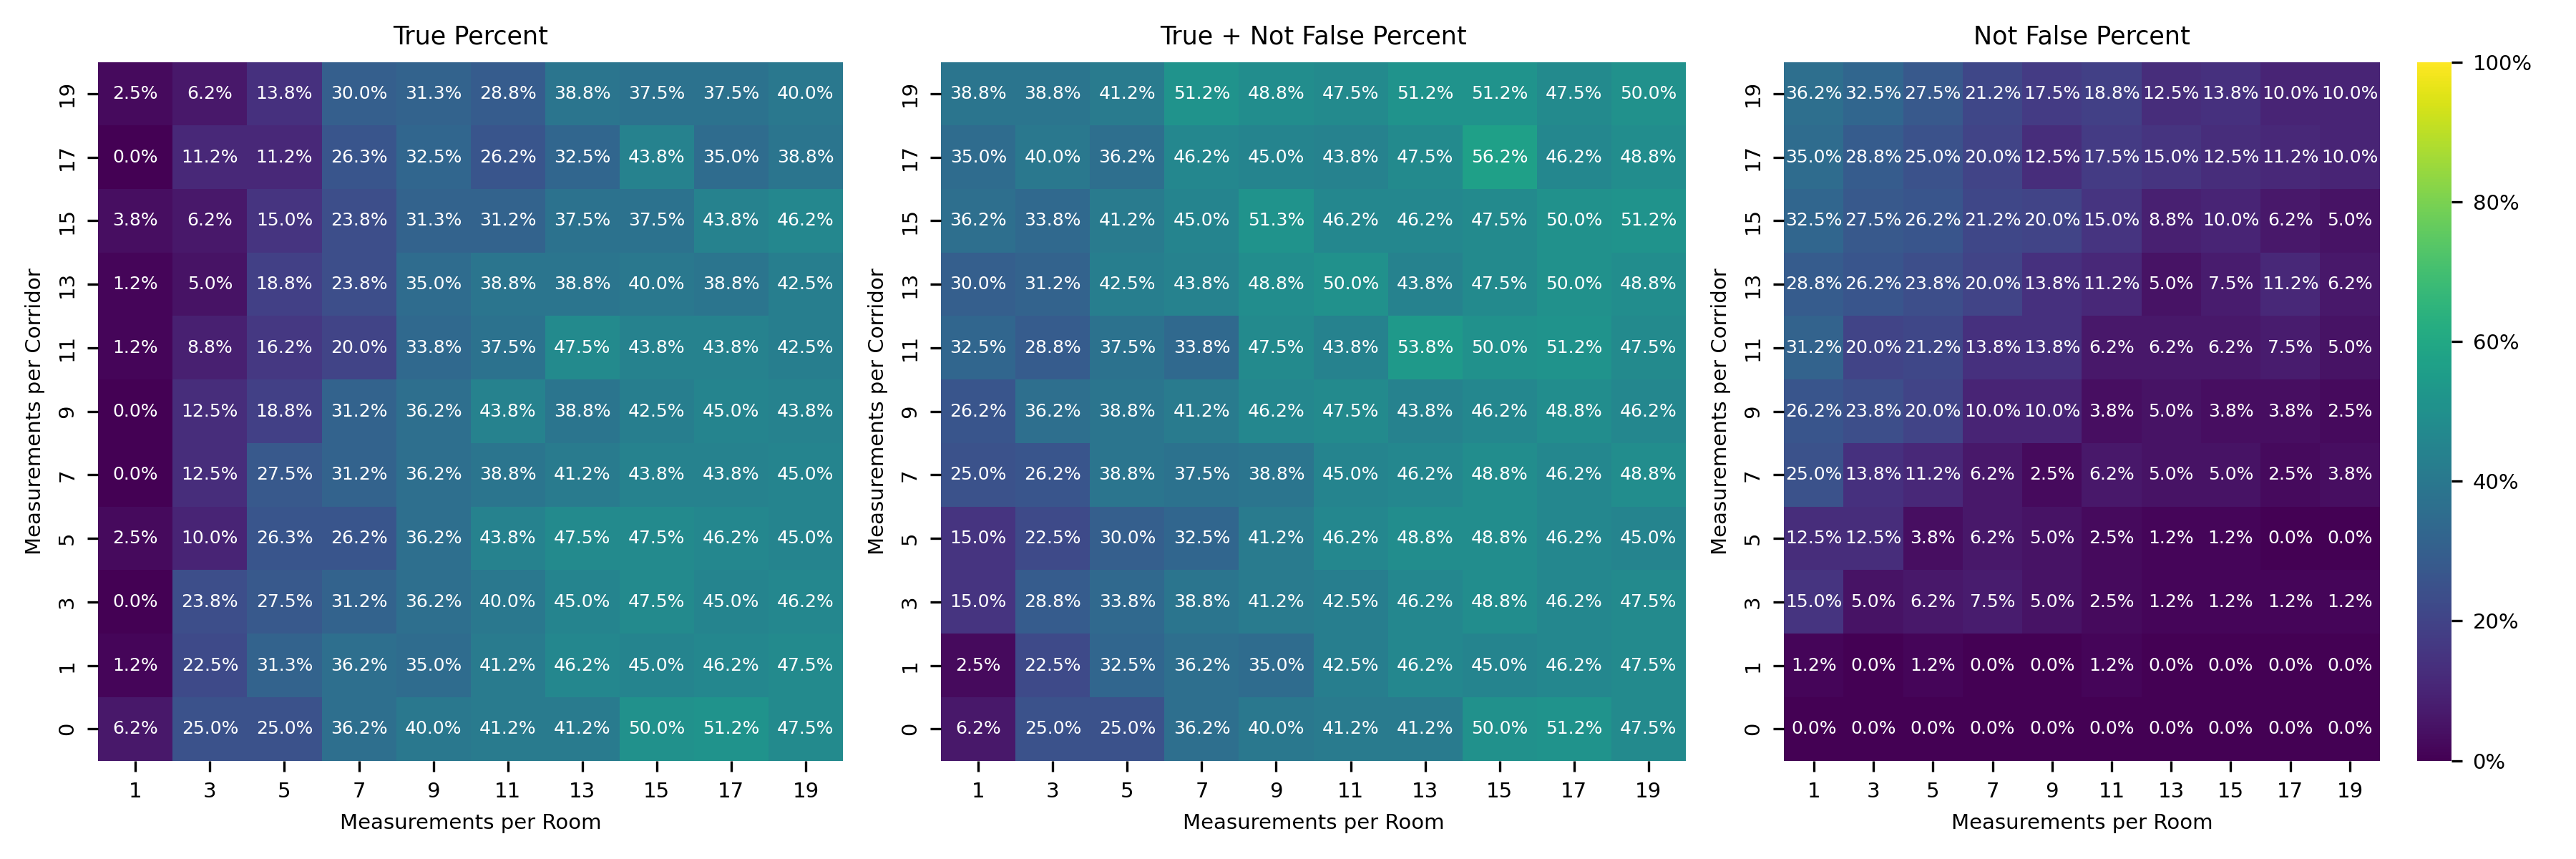 True Percent
True + Not False Percent
Not False Percent
Measurements per Corridor
19 2.5% 6.2% 13.8% 30.0% 31.3% 28.8% 38.8% 37.5% 37.5% 40.0%
17 0.0% 11.2% 11.2% 26.3% 32.5% 26.2% 32.5% 43.8% 35.0% 38.8%
15 3.8% 6.2% 15.0% 23.8% 31.3% 31.2% 37.5% 37.5% 43.8% 46.2%
13 1.2% 5.0% 18.8% 23.8% 35.0% 38.8% 38.8% 40.0% 38.8% 42.5%
11 1.2% 8.8% 16.2% 20.0% 33.8% 37.5% 47.5% 43.8% 43.8% 42.5%
9 0.0% 12.5% 18.8% 31.2% 36.2% 43.8% 38.8% 42.5% 45.0% 43.8%
7 0.0% 12.5% 27.5% 31.2% 36.2% 38.8% 41.2% 43.8% 43.8% 45.0%
5 2.5% 10.0% 26.3% 26.2% 36.2% 43.8% 47.5% 47.5% 46.2% 45.0%
3 0.0% 23.8% 27.5% 31.2% 36.2% 40.0% 45.0% 47.5% 45.0% 46.2%
1 1.2% 22.5% 31.3% 36.2% 35.0% 41.2% 46.2% 45.0% 46.2% 47.5%
0 6.2% 25.0% 25.0% 36.2% 40.0% 41.2% 41.2% 50.0% 51.2% 47.5%
1 3 5 7 9 11 13 15 17 19
Measurements per Room
Measurements per Corridor
19 38.8% 38.8% 41.2% 51.2% 48.8% 47.5% 51.2% 51.2% 47.5% 50.0%
17 35.0% 40.0% 36.2% 46.2% 45.0% 43.8% 47.5% 56.2% 46.2% 48.8%
15 36.2% 33.8% 41.2% 45.0% 51.3% 46.2% 46.2% 47.5% 50.0% 51.2%
13 30.0% 31.2% 42.5% 43.8% 48.8% 50.0% 43.8% 47.5% 50.0% 48.8%
11 32.5% 28.8% 37.5% 33.8% 47.5% 43.8% 53.8% 50.0% 51.2% 47.5%
9 26.2% 36.2% 38.8% 41.2% 46.2% 47.5% 43.8% 46.2% 48.8% 46.2%
7 25.0% 26.2% 38.8% 37.5% 38.8% 45.0% 46.2% 48.8% 46.2% 48.8%
5 15.0% 22.5% 30.0% 32.5% 41.2% 46.2% 48.8% 48.8% 46.2% 45.0%
3 15.0% 28.8% 33.8% 38.8% 41.2% 42.5% 46.2% 48.8% 46.2% 47.5%
1 2.5% 22.5% 32.5% 36.2% 35.0% 42.5% 46.2% 45.0% 46.2% 47.5%
0 6.2% 25.0% 25.0% 36.2% 40.0% 41.2% 41.2% 50.0% 51.2% 47.5%
1 3 5 7 9 11 13 15 17 19
Measurements per Room
Measurements per Corridor
19 36.2% 32.5% 27.5% 21.2% 17.5% 18.8% 12.5% 13.8% 10.0% 10.0%
17 35.0% 28.8% 25.0% 20.0% 12.5% 17.5% 15.0% 12.5% 11.2% 10.0%
15 32.5% 27.5% 26.2% 21.2% 20.0% 15.0% 8.8% 10.0% 6.2% 5.0%
13 28.8% 26.2% 23.8% 20.0% 13.8% 11.2% 5.0% 7.5% 11.2% 6.2%
11 31.2% 20.0% 21.2% 13.8% 13.8% 6.2% 6.2% 6.2% 7.5% 5.0%
9 26.2% 23.8% 20.0% 10.0% 10.0% 3.8% 5.0% 3.8% 3.8% 2.5%
7 25.0% 13.8% 11.2% 6.2% 2.5% 6.2% 5.0% 5.0% 2.5% 3.8%
5 12.5% 12.5% 3.8% 6.2% 5.0% 2.5% 1.2% 1.2% 0.0% 0.0%
3 15.0% 5.0% 6.2% 7.5% 5.0% 2.5% 1.2% 1.2% 1.2% 1.2%
1 1.2% 0.0% 1.2% 0.0% 0.0% 1.2% 0.0% 0.0% 0.0% 0.0%
0 0.0% 0.0% 0.0% 0.0% 0.0% 0.0% 0.0% 0.0% 0.0% 0.0%
1 3 5 7 9 11 13 15 17 19
Measurements per Room
100%
80%
60%
40%
20%
0%